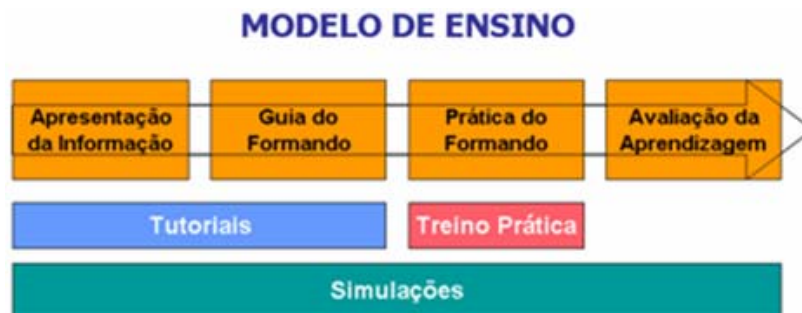 MODELO DE ENSINO
Apresentação
da Informação
Guia do
Formando
Prática do
Formando
Avaliação da
Aprendizagem
Tutoriais
Treino Prática
Simulações